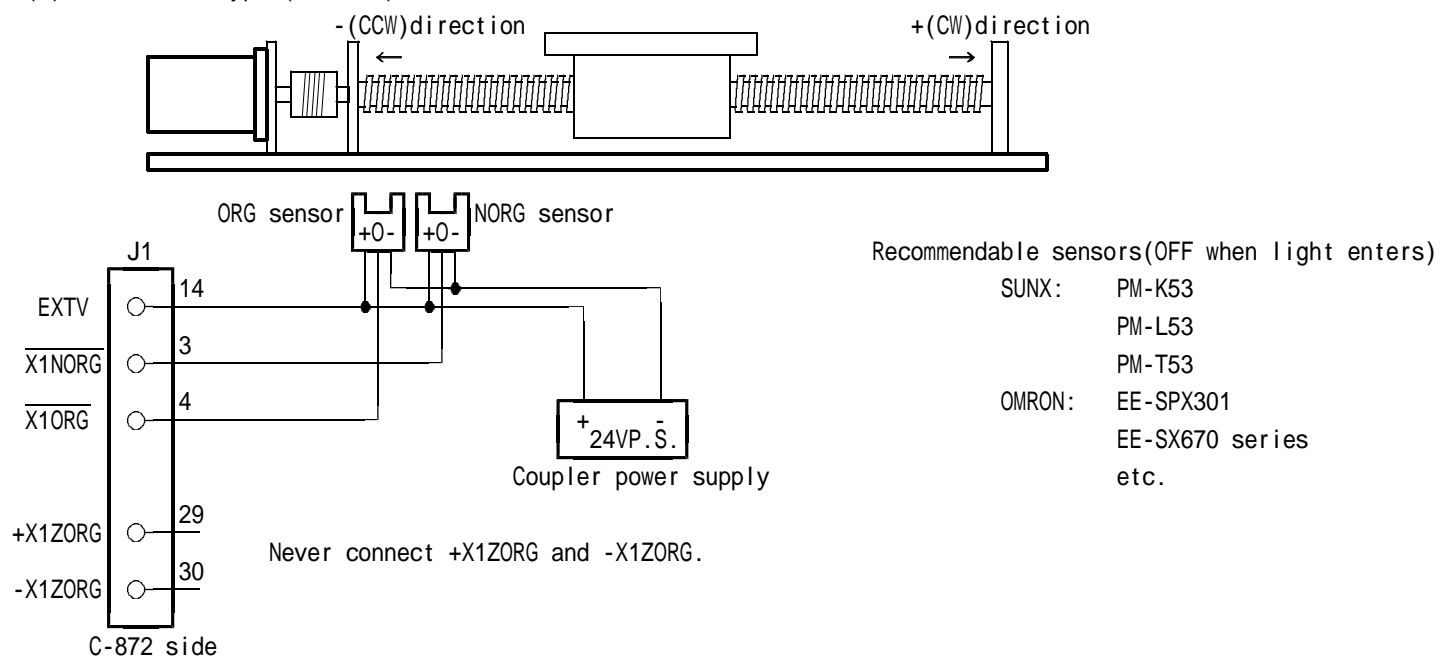 -(CCW)direction
+(CW)direction
← →
ORG sensor
NORG sensor
+O-
+O-
J1
EXTV 14
X1NORG 3
X1ORG 4
+X1ZORG 29
-X1ZORG 30
C-872 side
+ -
24VP.S.
Coupler power supply
Never connect +X1ZORG and -X1ZORG.
Recommendable sensors(OFF when light enters)
SUNX: PM-K53
PM-L53
PM-T53
OMRON: EE-SPX301
EE-SX670 series
etc.